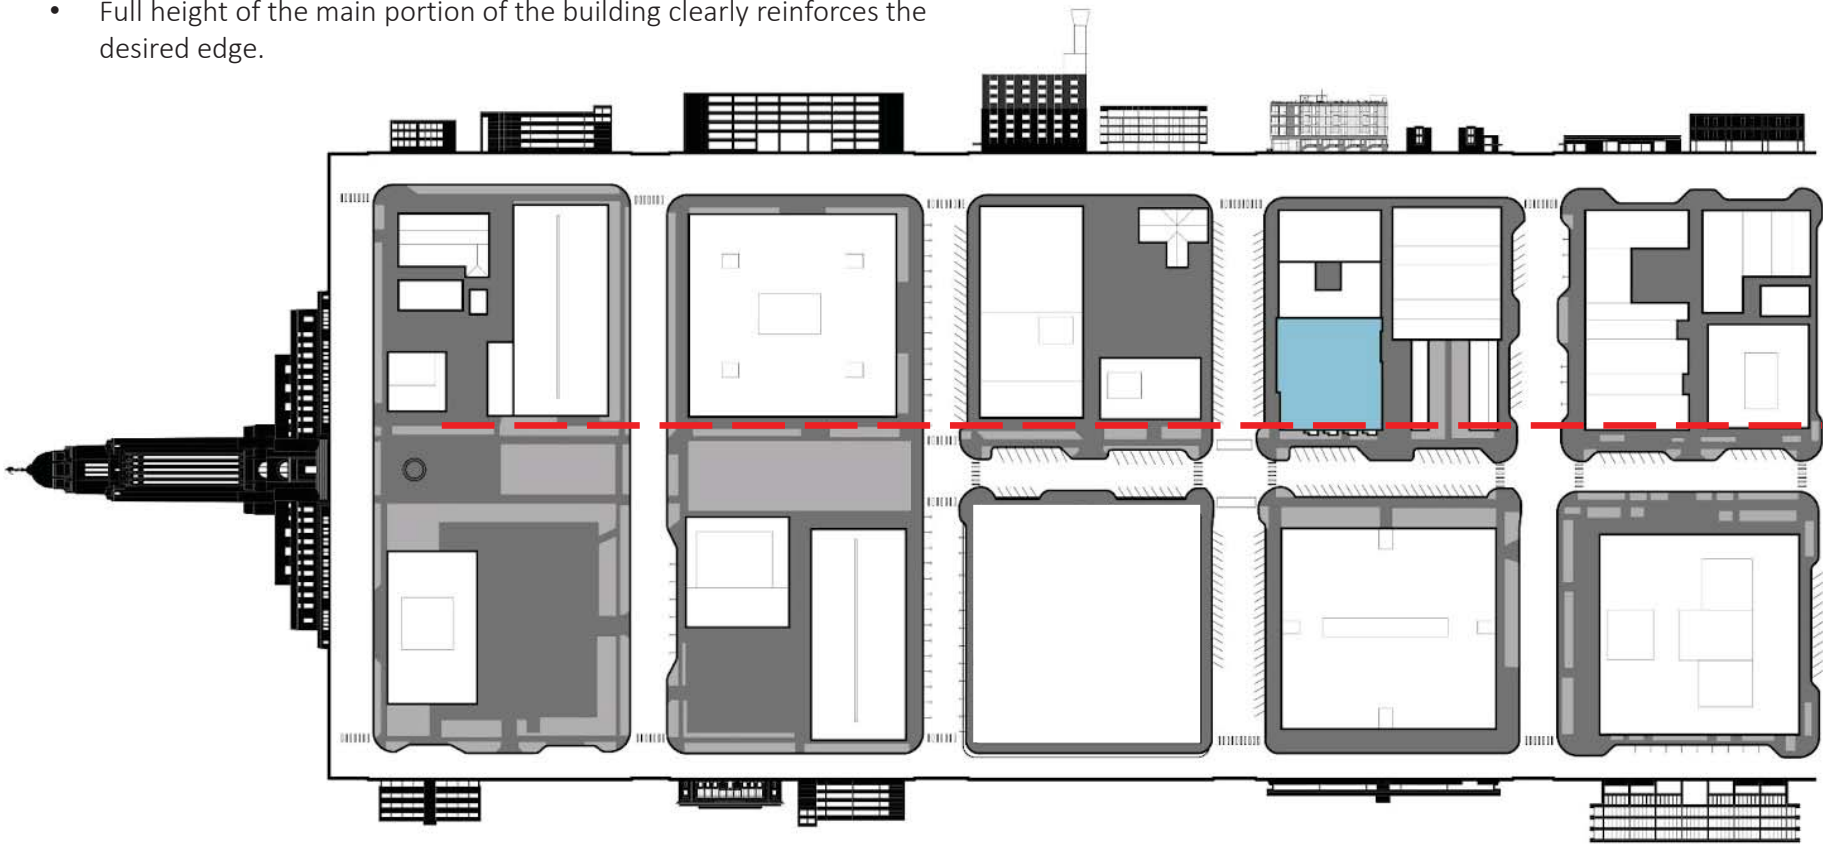 • Full height of the main portion of the building clearly reinforces the
desired edge.